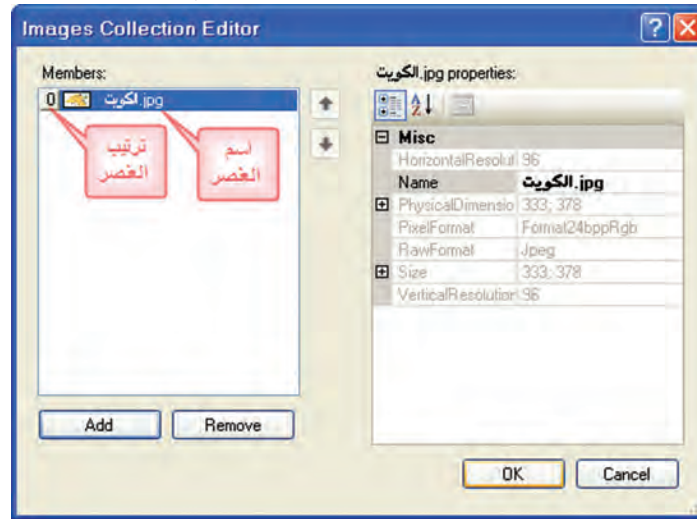 Images Collection Editor
Members:
0 الكويت.jpg
ترتيب
العنصر
اسم
العنصر
Add
Remove
الكويت.jpg properties:
Misc
HorizontalResolut 96
Name الكويت.jpg
PhysicalDimensio 333; 378
PixelFormat Format24bppRgb
RawFormat Jpeg
Size 333; 378
VerticalResolution 96
OK
Cancel